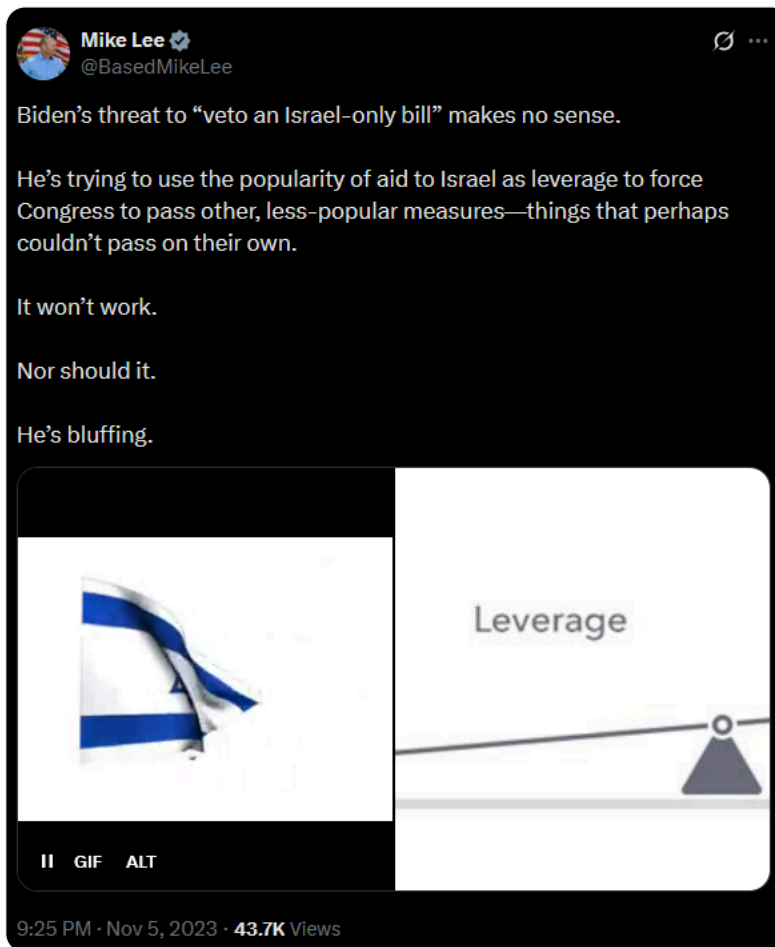 Mike Lee
@BasedMikeLee
Biden’s threat to “veto an Israel-only bill” makes no sense.
He’s trying to use the popularity of aid to Israel as leverage to force
Congress to pass other, less-popular measures—things that perhaps
couldn’t pass on their own.
It won’t work.
Nor should it.
He’s bluffing.
Leverage
GIF ALT
9:25 PM · Nov 5, 2023 · 43.7K Views